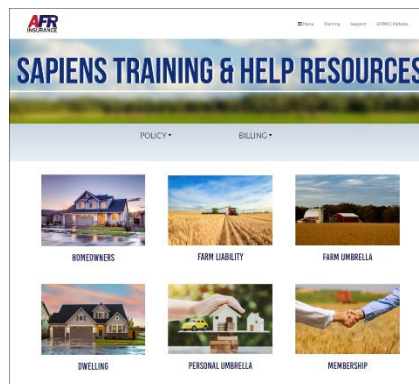 AFR
INSURANCE
Menu Training Support AFRMIC Website
SAPIENS TRAINING & HELP RESOURCES
POLICY BILLING
HOMEOWNERS FARM LIABILITY FARM UMBRELLA
DWELLING PERSONAL UMBRELLA MEMBERSHIP